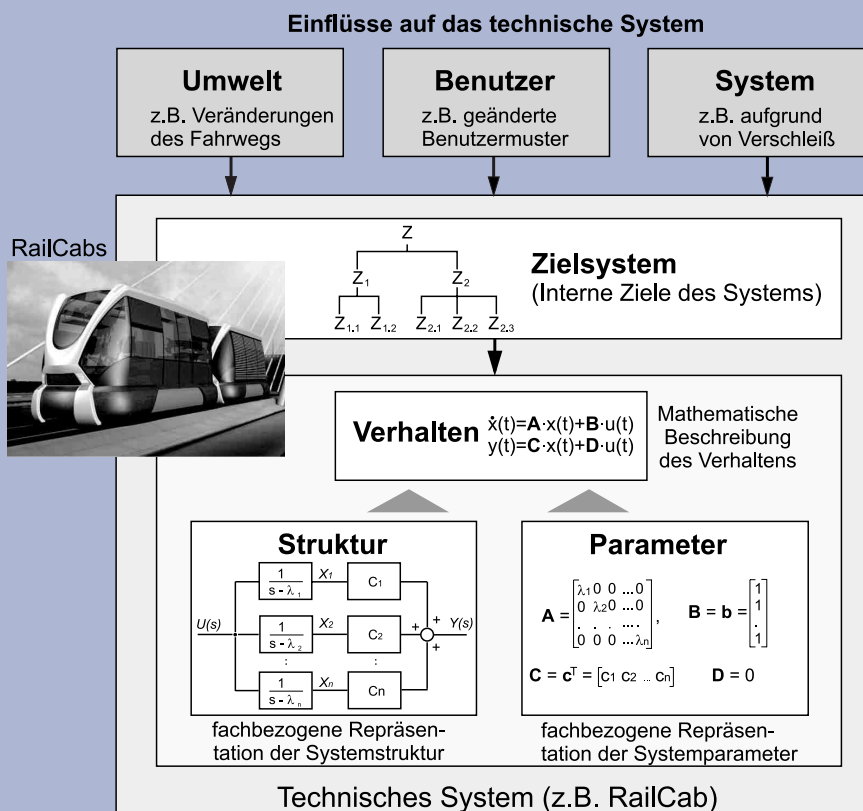 Einflüsse auf das technische System
Umwelt
z.B. Veränderungen
des Fahrwegs
Benutzer
z.B. geänderte
Benutzermuster
System
z.B. aufgrund
von Verschleiß
RailCabs
Z
Z₁ Z₂
Z₁.₁ Z₁.₂ Z₂.₁ Z₂.₂ Z₂.₃
Zielsystem
(Interne Ziele des Systems)
Verhalten
ẋ(t)=A·x(t)+B·u(t)
y(t)=C·x(t)+D·u(t)
Mathematische
Beschreibung
des Verhaltens
Struktur
1 X₁ C₁
s - λ₁
+
U(s) 1 X₂ C₂ + Y(s)
s - λ₂ +
: :
1 Xn Cn
s - λn
fachbezogene Repräsen-
tation der Systemstruktur
Parameter
A = [λ1 0 0 ...0
0 λ2 0 ...0
. . . .... .
0 0 0 ...λn],
B = b = [1
1
.
1]
C = cᵀ = [c1 c2 ... cn] D = 0
fachbezogene Repräsen-
tation der Systemparameter
Technisches System (z.B. RailCab)